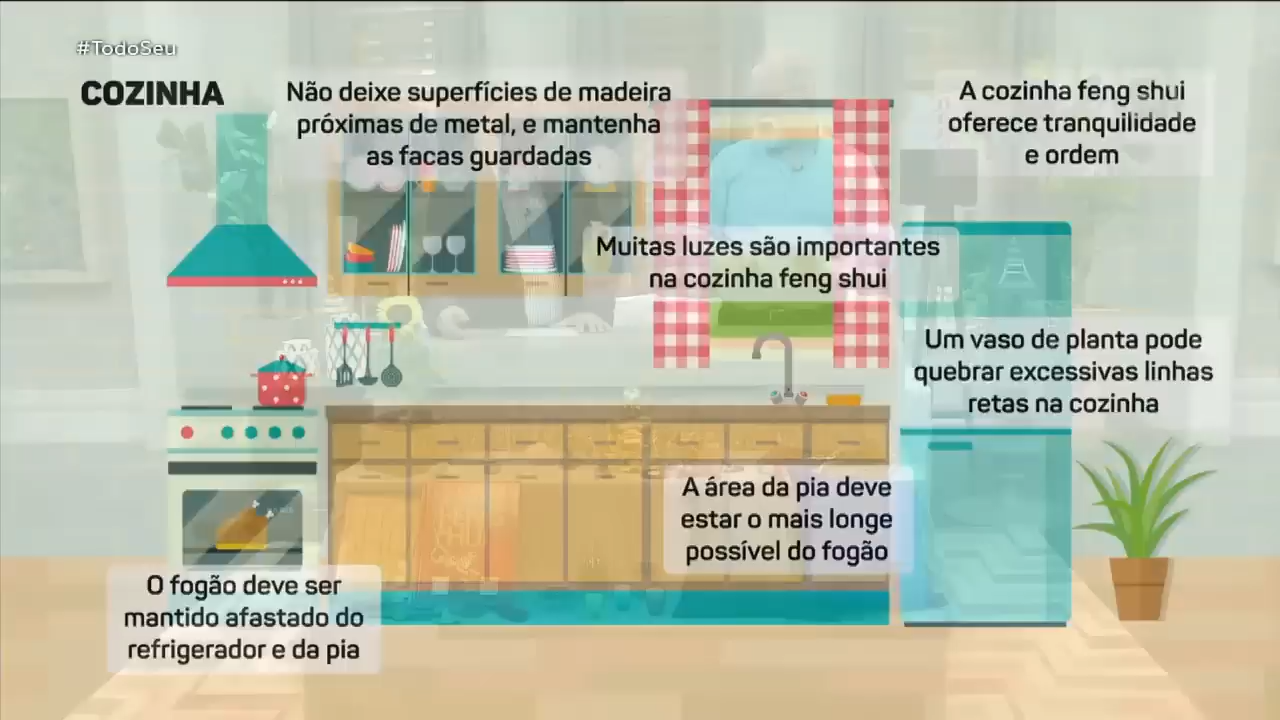 #TodoSeu
COZINHA
Não deixe superfícies de madeira
próximas de metal, e mantenha
as facas guardadas
A cozinha feng shui
oferece tranquilidade
e ordem
Muitas luzes são importantes
na cozinha feng shui
Um vaso de planta pode
quebrar excessivas linhas
retas na cozinha
A área da pia deve
estar o mais longe
possível do fogão
O fogão deve ser
mantido afastado do
refrigerador e da pia